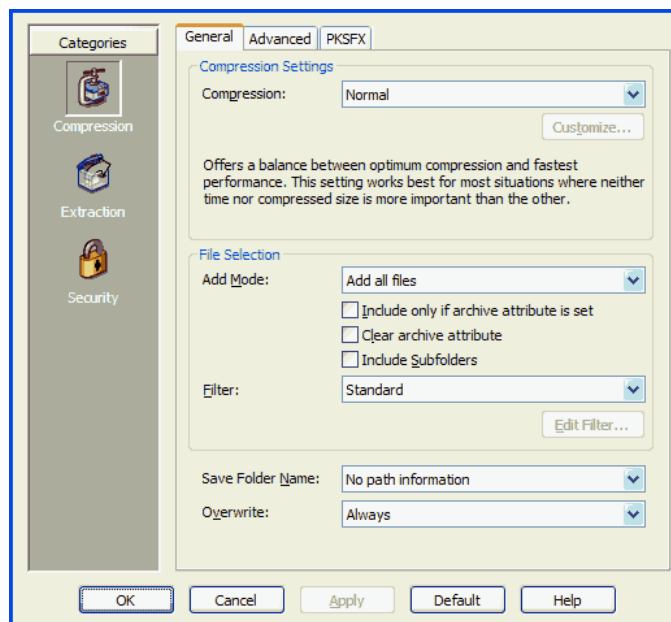 Categories
Compression
Extraction
Security
General
Advanced
PKSFX
Compression Settings
Compression:
Normal
Customize...
Offers a balance between optimum compression and fastest
performance. This setting works best for most situations where neither
time nor compressed size is more important than the other.
File Selection
Add Mode:
Add all files
Include only if archive attribute is set
Clear archive attribute
Include Subfolders
Filter:
Standard
Edit Filter...
Save Folder Name:
No path information
Overwrite:
Always
OK
Cancel
Apply
Default
Help